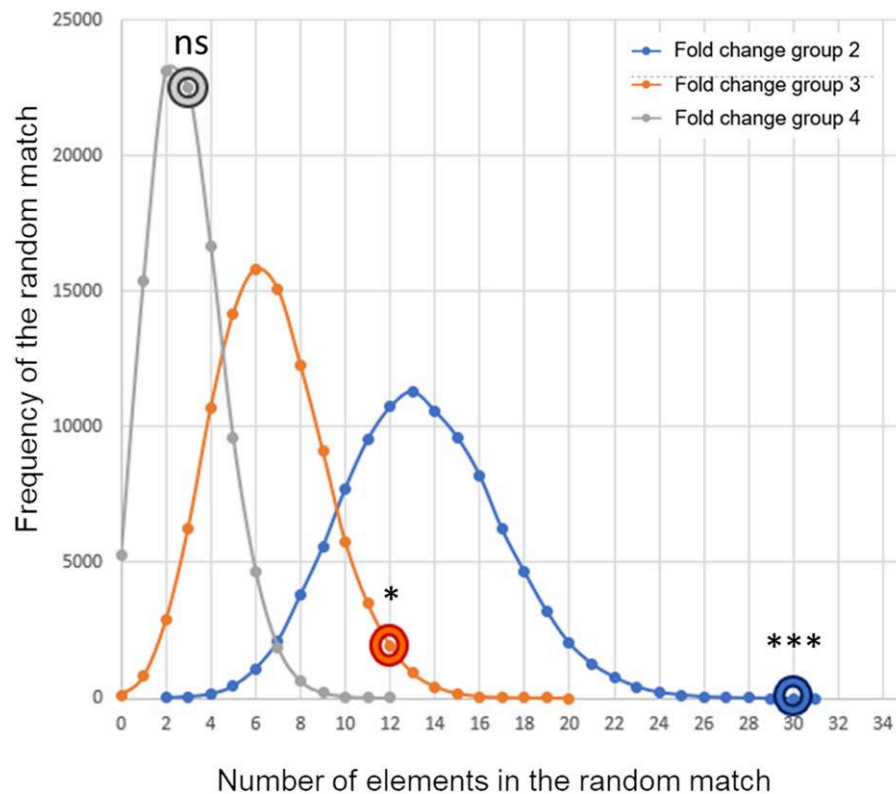 25000
20000
15000
10000
5000
0
Frequency of the random match
ns
*
***
Fold change group 2
Fold change group 3
Fold change group 4
0 2 4 6 8 10 12 14 16 18 20 22 24 26 28 30 32 34
Number of elements in the random match